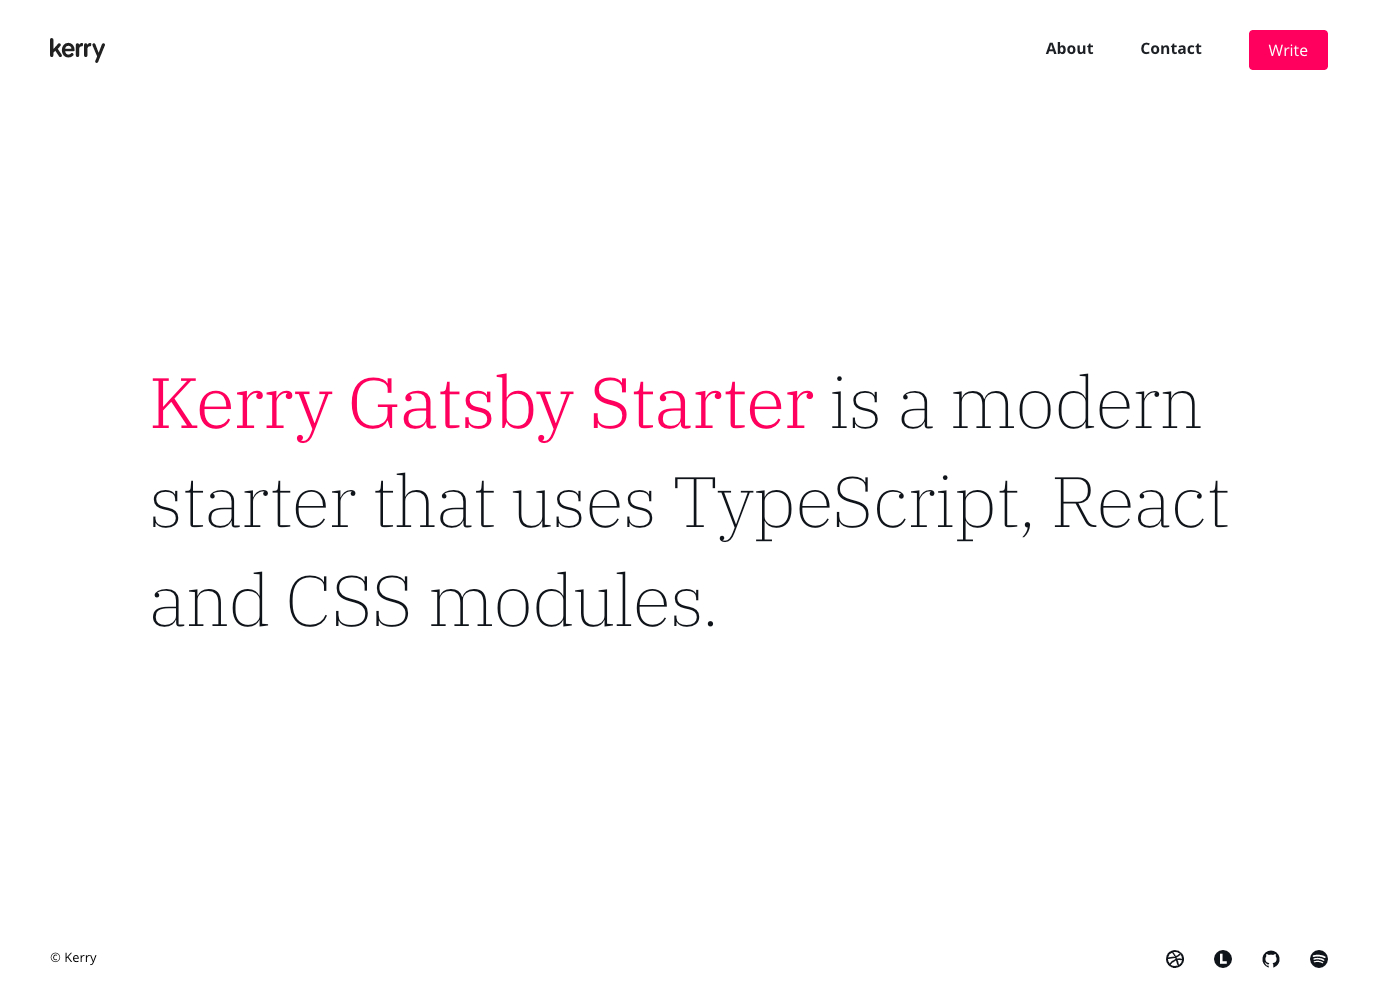 kerry
About
Contact
Write
Kerry Gatsby Starter is a modern
starter that uses TypeScript, React
and CSS modules.
© Kerry